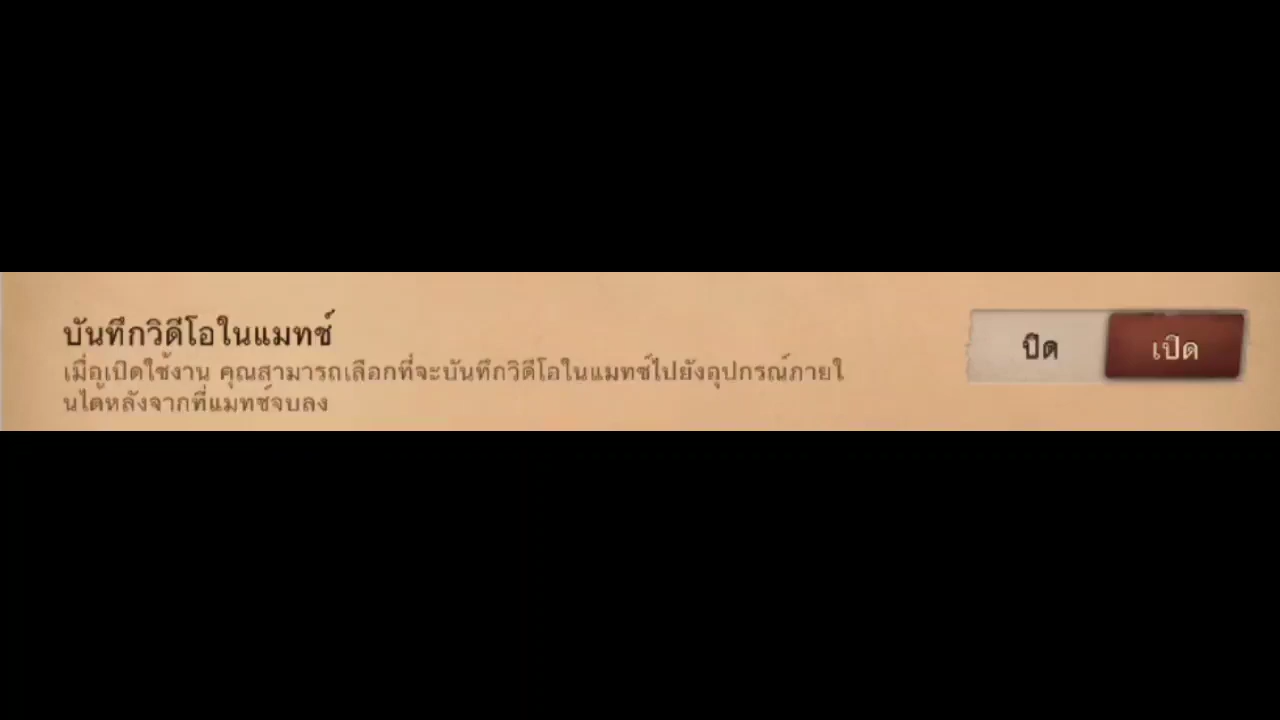 บันทึกวิดีโอในแมทช์
เมื่อเปิดใช้งาน คุณสามารถเลือกที่จะบันทึกวิดีโอในแมทช์ไปยังอุปกรณ์ภายใ
นได้หลังจากที่แมทช์จบลง
ปิด
เปิด